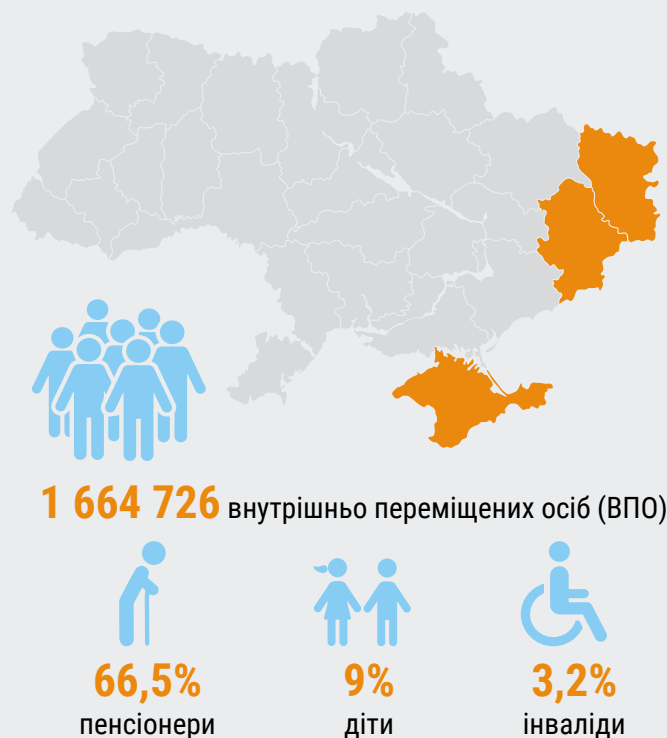 1 664 726 внутрішньо переміщених осіб (ВПО)
66,5% 9% 3,2%
пенсіонери діти інваліди